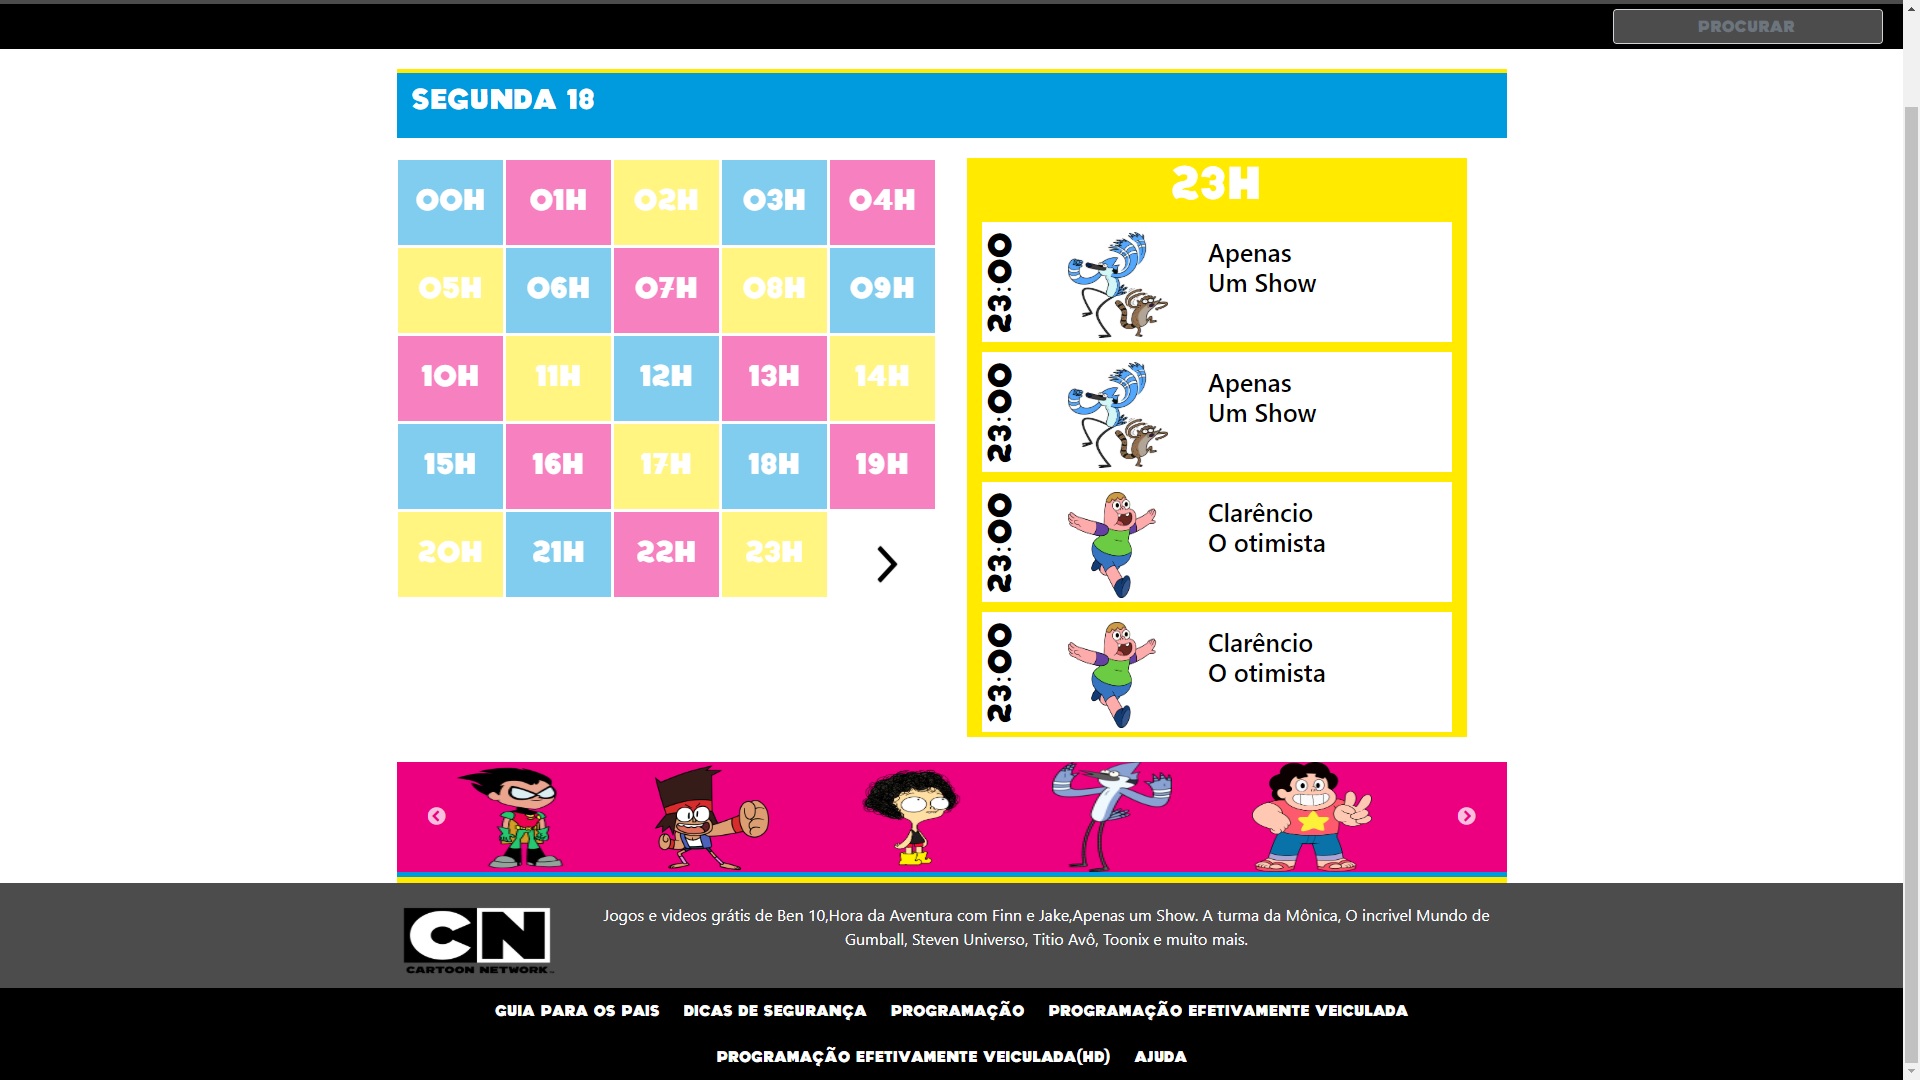 PROCURAR
SEGUNDA 18
00H 01H 02H 03H 04H
05H 06H 07H 08H 09H
10H 11H 12H 13H 14H
15H 16H 17H 18H 19H
20H 21H 22H 23H
23H
23:00
Apenas
Um Show
23:00
Apenas
Um Show
23:00
Clarêncio
O otimista
23:00
Clarêncio
O otimista
CN
CARTOON NETWORK
Jogos e videos grátis de Ben 10,Hora da Aventura com Finn e Jake,Apenas um Show. A turma da Mônica, O incrivel Mundo de
Gumball, Steven Universo, Titio Avô, Toonix e muito mais.
GUIA PARA OS PAIS DICAS DE SEGURANÇA PROGRAMAÇÃO PROGRAMAÇÃO EFETIVAMENTE VEICULADA
PROGRAMAÇÃO EFETIVAMENTE VEICULADA(HD) AJUDA